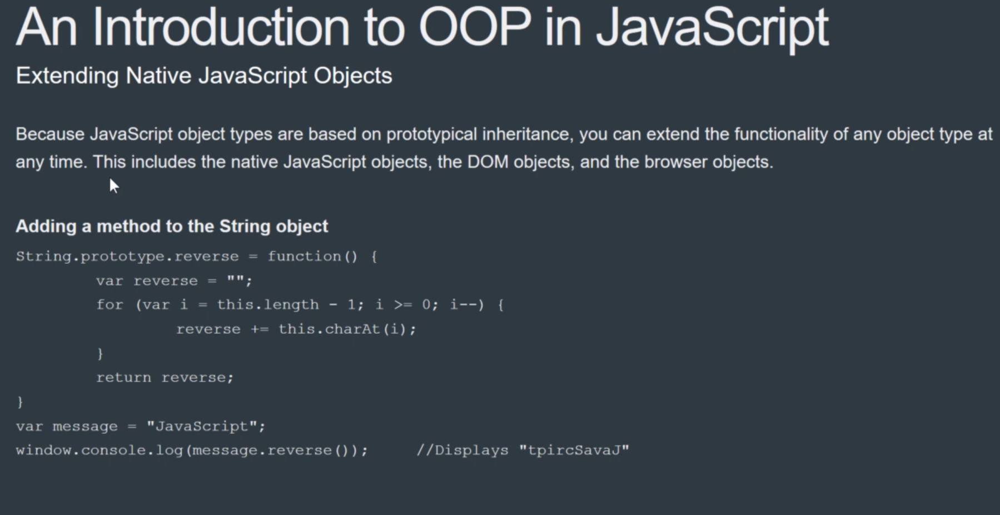 An Introduction to OOP in JavaScript
Extending Native JavaScript Objects
Because JavaScript object types are based on prototypical inheritance, you can extend the functionality of any object type at
any time. This includes the native JavaScript objects, the DOM objects, and the browser objects.
Adding a method to the String object
String.prototype.reverse = function() {
var reverse = "";
for (var i = this.length - 1; i >= 0; i--) {
reverse += this.charAt(i);
}
return reverse;
}
var message = "JavaScript";
window.console.log(message.reverse()); //Displays "tpircSavaJ"